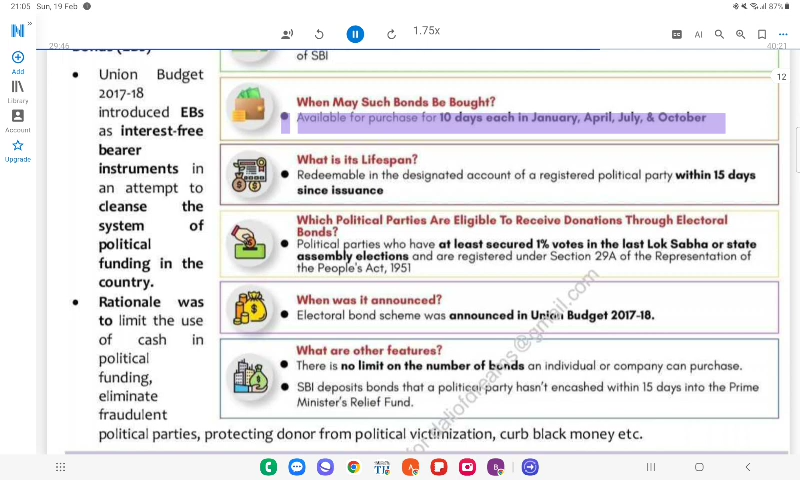 21:05 Sun, 19 Feb
87%
N
»
1.75x
CC
AI
29:46
40:21
12
Add
Library
Account
Upgrade
of SBI
• Union Budget
2017-18
introduced EBs
as interest-free
bearer
instruments in
an attempt to
cleanse the
system of
political
funding in the
country.
• Rationale was
to limit the use
of cash in
political
funding,
eliminate
fraudulent
political parties, protecting donor from political victimization, curb black money etc.
When May Such Bonds Be Bought?
• Available for purchase for 10 days each in January, April, July, & October
What is its Lifespan?
• Redeemable in the designated account of a registered political party within 15 days
since issuance
Which Political Parties Are Eligible To Receive Donations Through Electoral
Bonds?
• Political parties who have at least secured 1% votes in the last Lok Sabha or state
assembly elections and are registered under Section 29A of the Representation of
the People's Act, 1951
When was it announced?
• Electoral bond scheme was announced in Union Budget 2017-18.
What are other features?
• There is no limit on the number of bonds an individual or company can purchase.
• SBI deposits bonds that a political party hasn't encashed within 15 days into the Prime
Minister's Relief Fund.